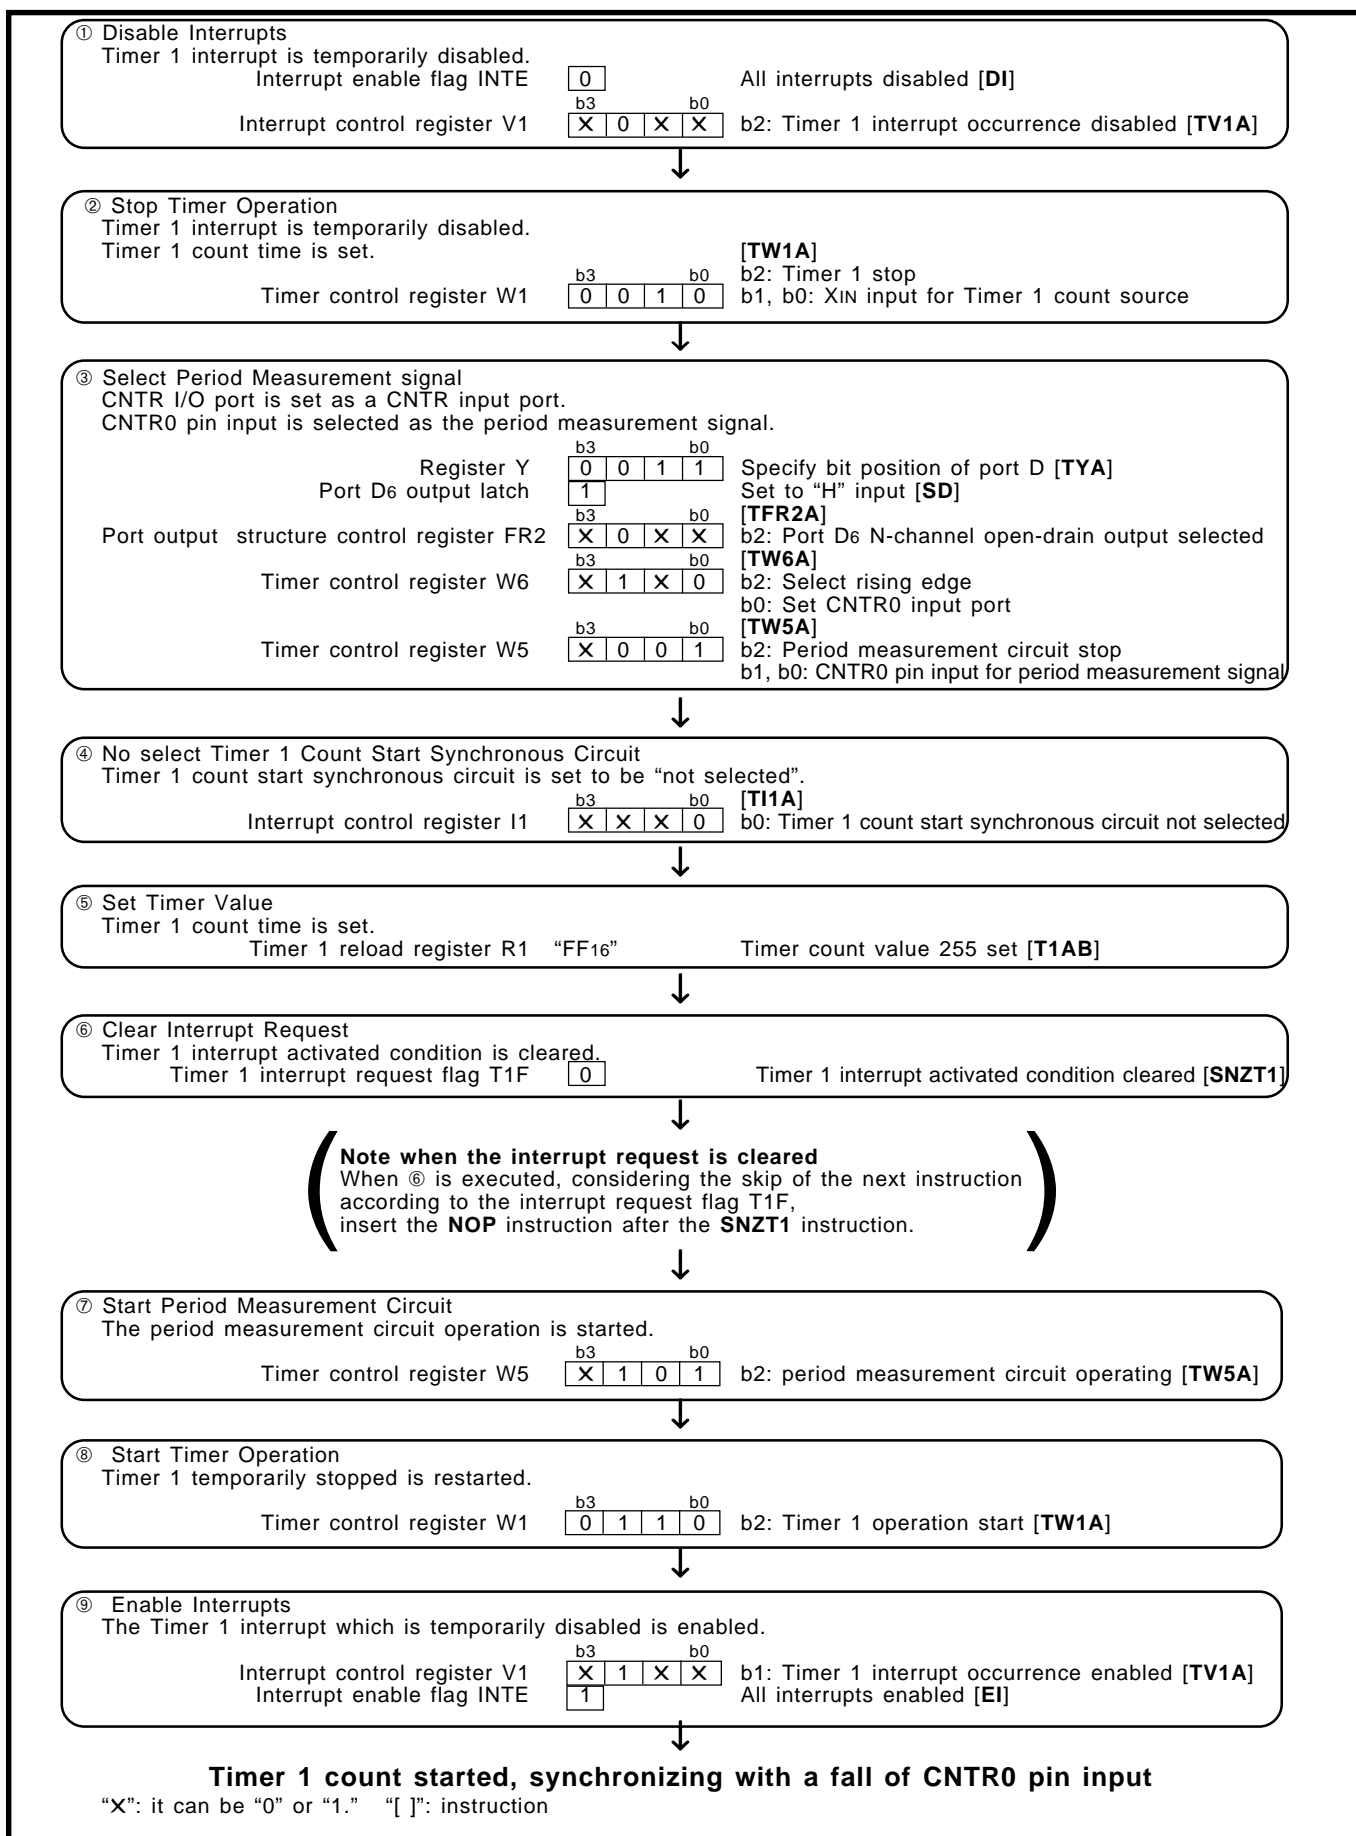 ① Disable Interrupts
Timer 1 interrupt is temporarily disabled.
Interrupt enable flag INTE 0 All interrupts disabled [DI]
b3 b0
Interrupt control register V1 X 0 X X b2: Timer 1 interrupt occurrence disabled [TV1A]
② Stop Timer Operation
Timer 1 interrupt is temporarily disabled.
Timer 1 count time is set. [TW1A]
b3 b0 b2: Timer 1 stop
Timer control register W1 0 0 1 0 b1, b0: XIN input for Timer 1 count source
③ Select Period Measurement signal
CNTR I/O port is set as a CNTR input port.
CNTR0 pin input is selected as the period measurement signal.
b3 b0
Register Y 0 0 1 1 Specify bit position of port D [TYA]
Port D6 output latch 1 Set to “H” input [SD]
b3 b0 [TFR2A]
Port output structure control register FR2 X 0 X X b2: Port D6 N-channel open-drain output selected
b3 b0 [TW6A]
Timer control register W6 X 1 X 0 b2: Select rising edge
b0: Set CNTR0 input port
b3 b0 [TW5A]
Timer control register W5 X 0 0 1 b2: Period measurement circuit stop
b1, b0: CNTR0 pin input for period measurement signal
④ No select Timer 1 Count Start Synchronous Circuit
Timer 1 count start synchronous circuit is set to be “not selected”.
b3 b0 [TI1A]
Interrupt control register I1 X X X 0 b0: Timer 1 count start synchronous circuit not selected
⑤ Set Timer Value
Timer 1 count time is set.
Timer 1 reload register R1 “FF16” Timer count value 255 set [T1AB]
⑥ Clear Interrupt Request
Timer 1 interrupt activated condition is cleared.
Timer 1 interrupt request flag T1F 0 Timer 1 interrupt activated condition cleared [SNZT1]
Note when the interrupt request is cleared
When ⑥ is executed, considering the skip of the next instruction
according to the interrupt request flag T1F,
insert the NOP instruction after the SNZT1 instruction.
⑦ Start Period Measurement Circuit
The period measurement circuit operation is started.
b3 b0
Timer control register W5 X 1 0 1 b2: period measurement circuit operating [TW5A]
⑧ Start Timer Operation
Timer 1 temporarily stopped is restarted.
b3 b0
Timer control register W1 0 1 1 0 b2: Timer 1 operation start [TW1A]
⑨ Enable Interrupts
The Timer 1 interrupt which is temporarily disabled is enabled.
b3 b0
Interrupt control register V1 X 1 X X b1: Timer 1 interrupt occurrence enabled [TV1A]
Interrupt enable flag INTE 1 All interrupts enabled [EI]
Timer 1 count started, synchronizing with a fall of CNTR0 pin input
“X”: it can be “0” or “1.” “[ ]”: instruction